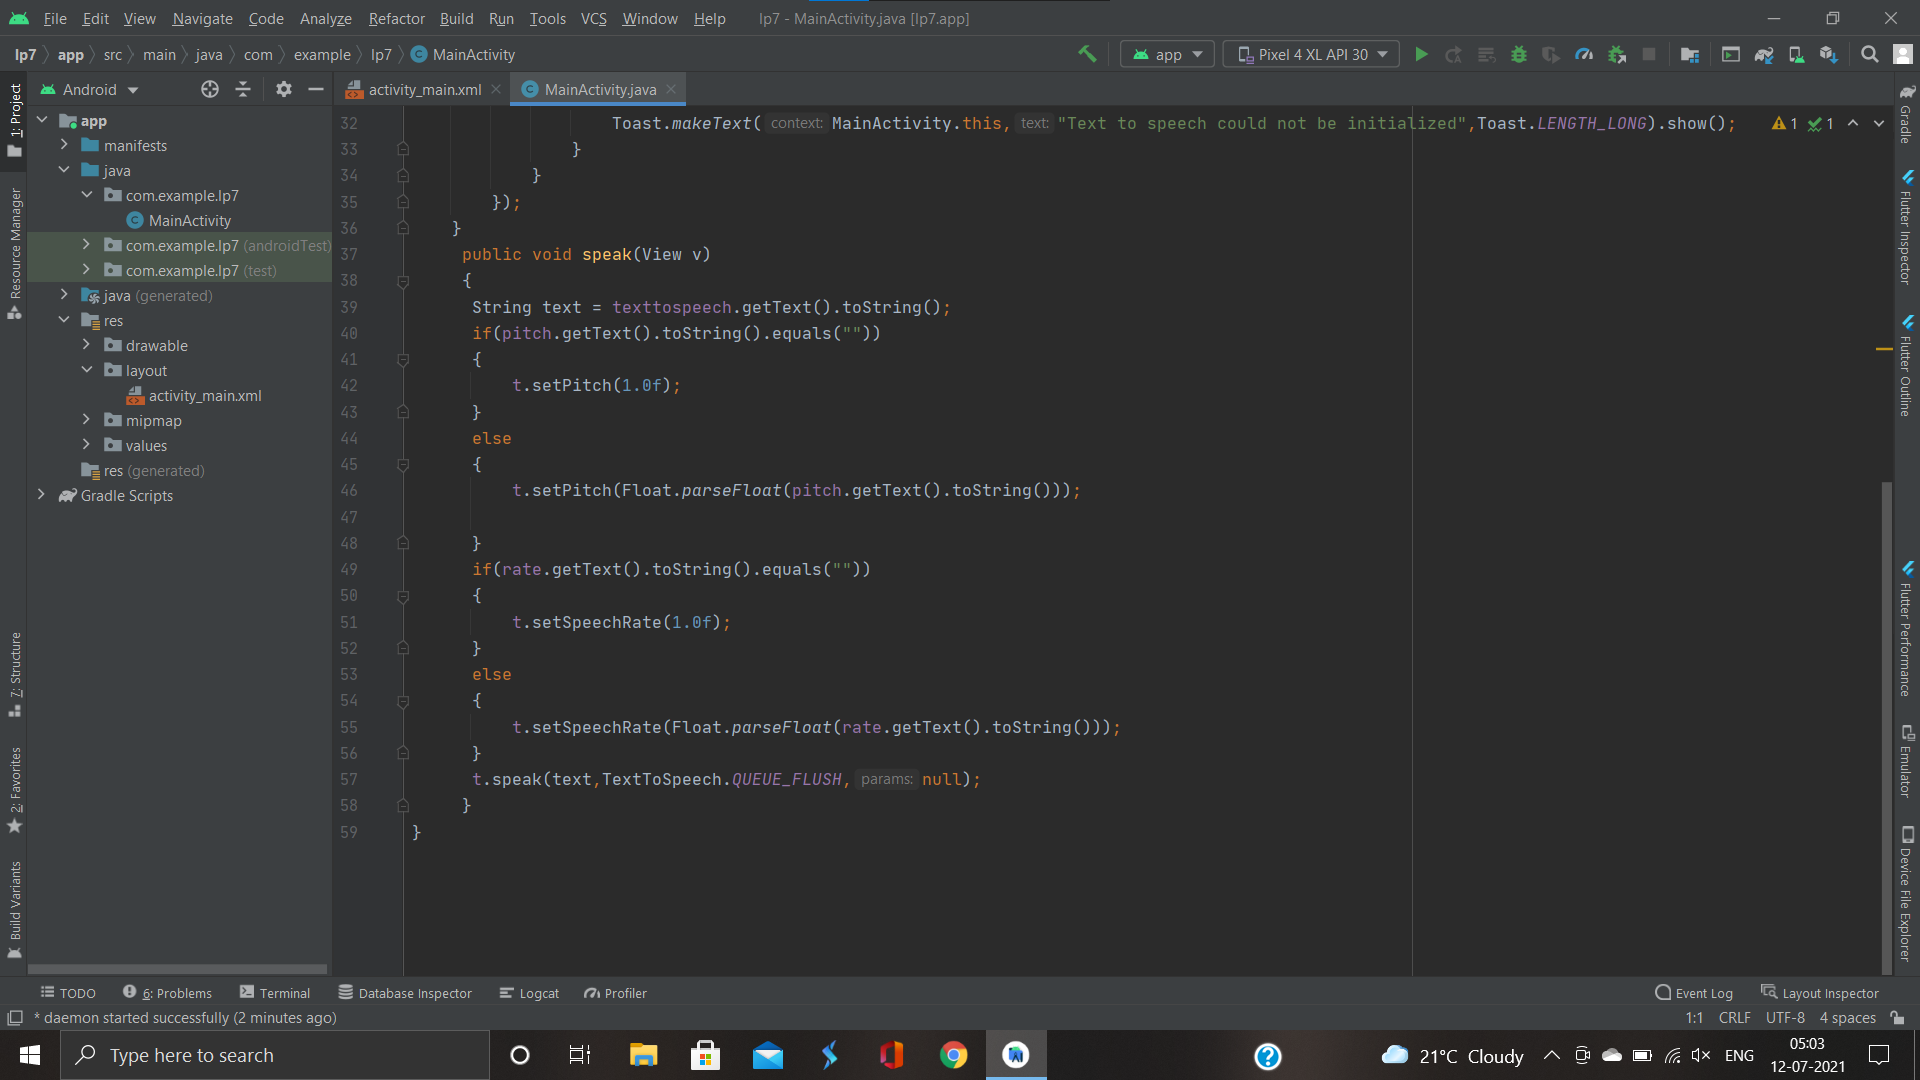 File Edit View Navigate Code Analyze Refactor Build Run Tools VCS Window Help lp7 - MainActivity.java [lp7.app]
lp7 app src main java com example lp7 MainActivity app Pixel 4 XL API 30
Android activity_main.xml MainActivity.java
1: Project
Resource Manager
7: Structure
2: Favorites
Build Variants
app
manifests
java
com.example.lp7
MainActivity
com.example.lp7 (androidTest)
com.example.lp7 (test)
java (generated)
res
drawable
layout
activity_main.xml
mipmap
values
res (generated)
Gradle Scripts
32 Toast.makeText( context: MainActivity.this, text: "Text to speech could not be initialized",Toast.LENGTH_LONG).show(); 1 1
33 }
34 }
35 });
36 }
37 public void speak(View v)
38 {
39 String text = texttospeech.getText().toString();
40 if(pitch.getText().toString().equals(""))
41 {
42 t.setPitch(1.0f);
43 }
44 else
45 {
46 t.setPitch(Float.parseFloat(pitch.getText().toString()));
47
48 }
49 if(rate.getText().toString().equals(""))
50 {
51 t.setSpeechRate(1.0f);
52 }
53 else
54 {
55 t.setSpeechRate(Float.parseFloat(rate.getText().toString()));
56 }
57 t.speak(text,TextToSpeech.QUEUE_FLUSH, params: null);
58 }
59 }
Gradle
Flutter Inspector
Flutter Outline
Flutter Performance
Emulator
Device File Explorer
TODO 6: Problems Terminal Database Inspector Logcat Profiler Event Log Layout Inspector
* daemon started successfully (2 minutes ago) 1:1 CRLF UTF-8 4 spaces
Type here to search 21°C Cloudy ENG 05:03
12-07-2021